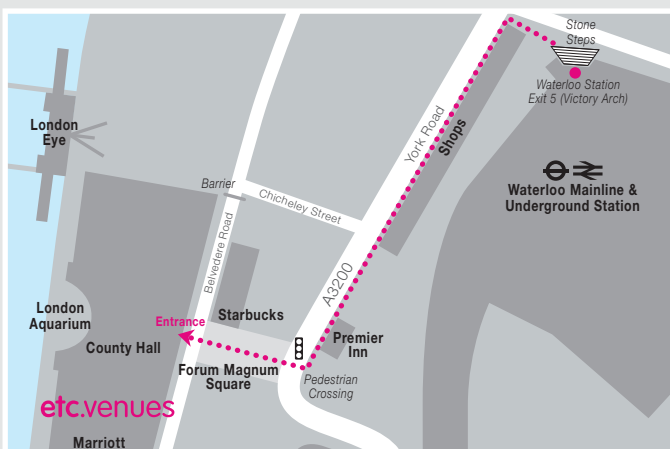 Stone
Steps
Waterloo Station
Exit 5 (Victory Arch)
London
Eye
York Road
Shops
Waterloo Mainline &
Underground Station
Barrier
Chicheley Street
Belvedere Road
A3200
London
Aquarium
Entrance
Starbucks
County Hall
Premier
Inn
Forum Magnum
Square
Pedestrian
Crossing
etc.venues
Marriott